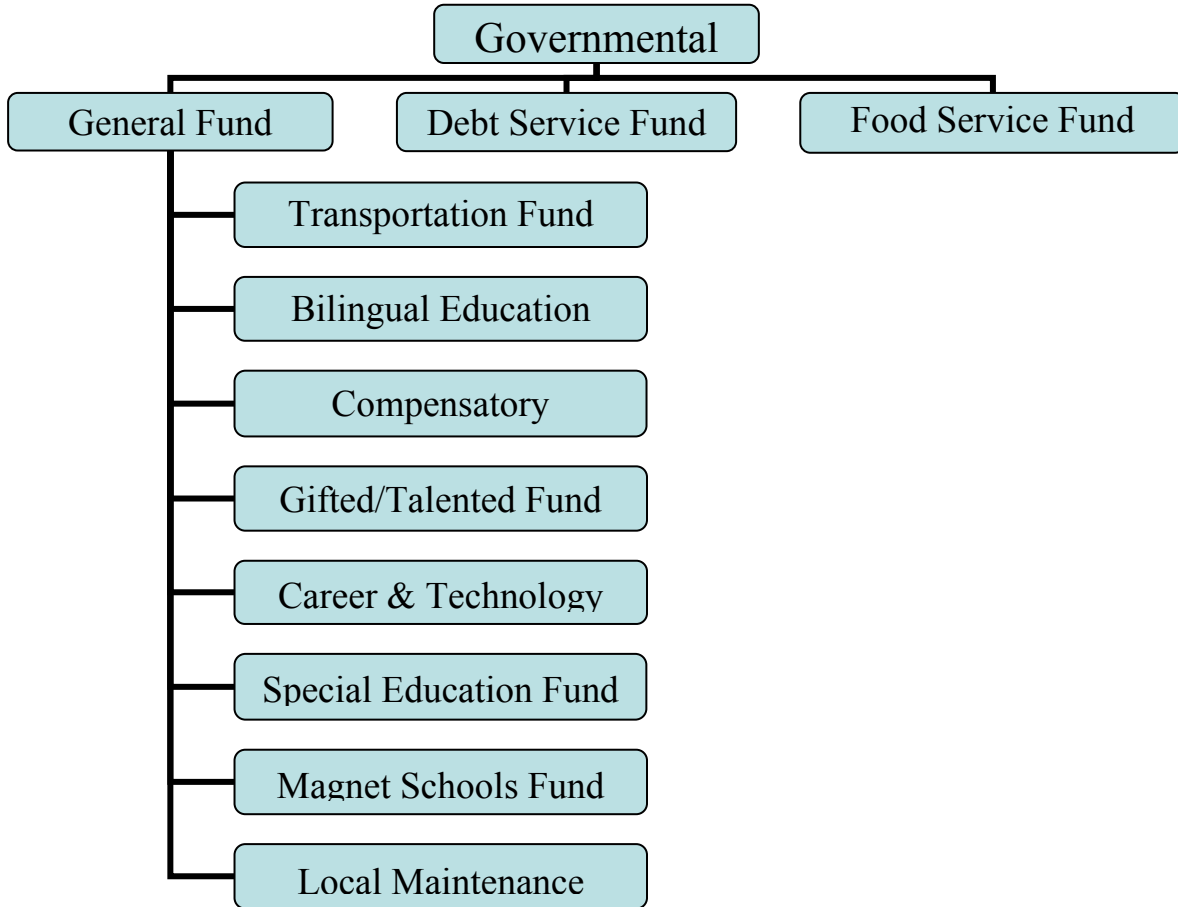 Governmental
General Fund
Debt Service Fund
Food Service Fund
Transportation Fund
Bilingual Education
Compensatory
Gifted/Talented Fund
Career & Technology
Special Education Fund
Magnet Schools Fund
Local Maintenance